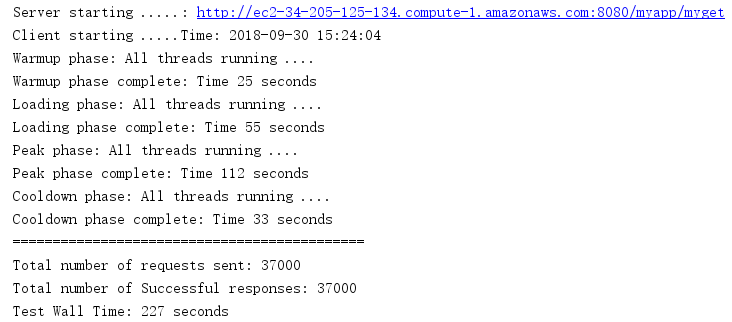 Server starting .....: http://ec2-34-205-125-134.compute-1.amazonaws.com:8080/myapp/myget
Client starting .....Time: 2018-09-30 15:24:04
Warmup phase: All threads running ....
Warmup phase complete: Time 25 seconds
Loading phase: All threads running ....
Loading phase complete: Time 55 seconds
Peak phase: All threads running ....
Peak phase complete: Time 112 seconds
Cooldown phase: All threads running ....
Cooldown phase complete: Time 33 seconds
============================================
Total number of requests sent: 37000
Total number of Successful responses: 37000
Test Wall Time: 227 seconds